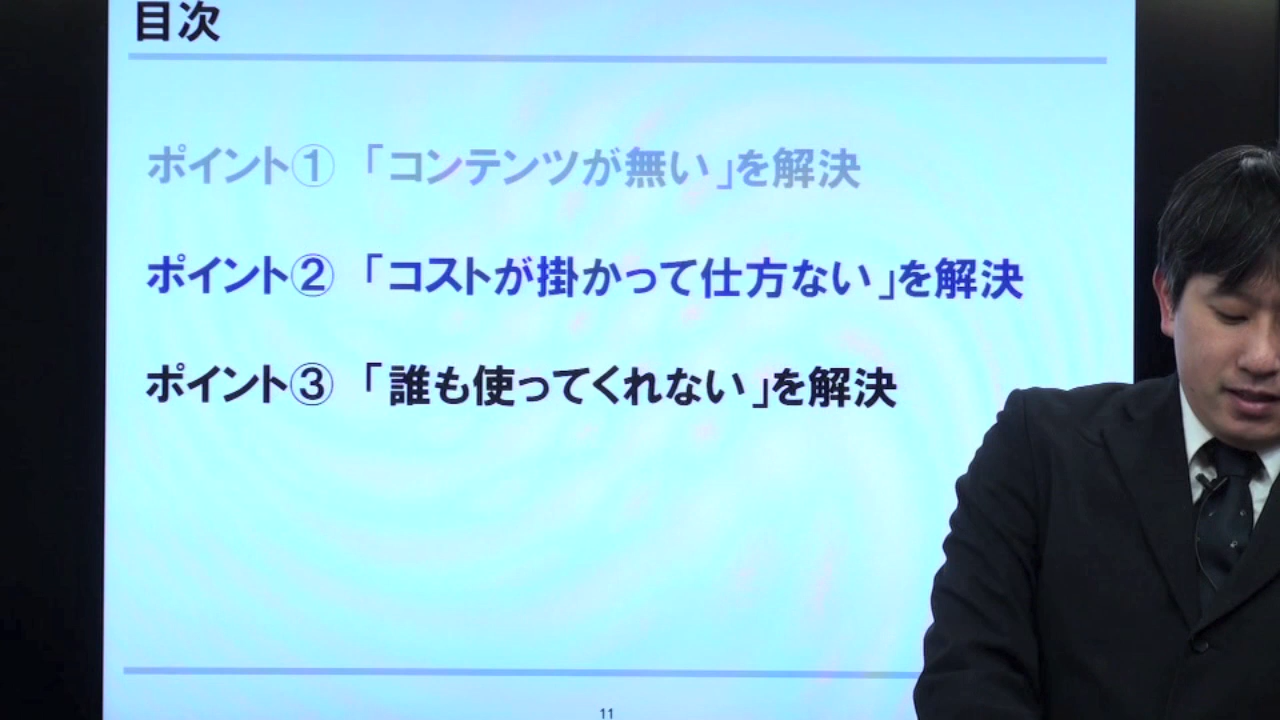 目次
ポイント① 「コンテンツが無い」を解決
ポイント② 「コストが掛かって仕方ない」を解決
ポイント③ 「誰も使ってくれない」を解決
11